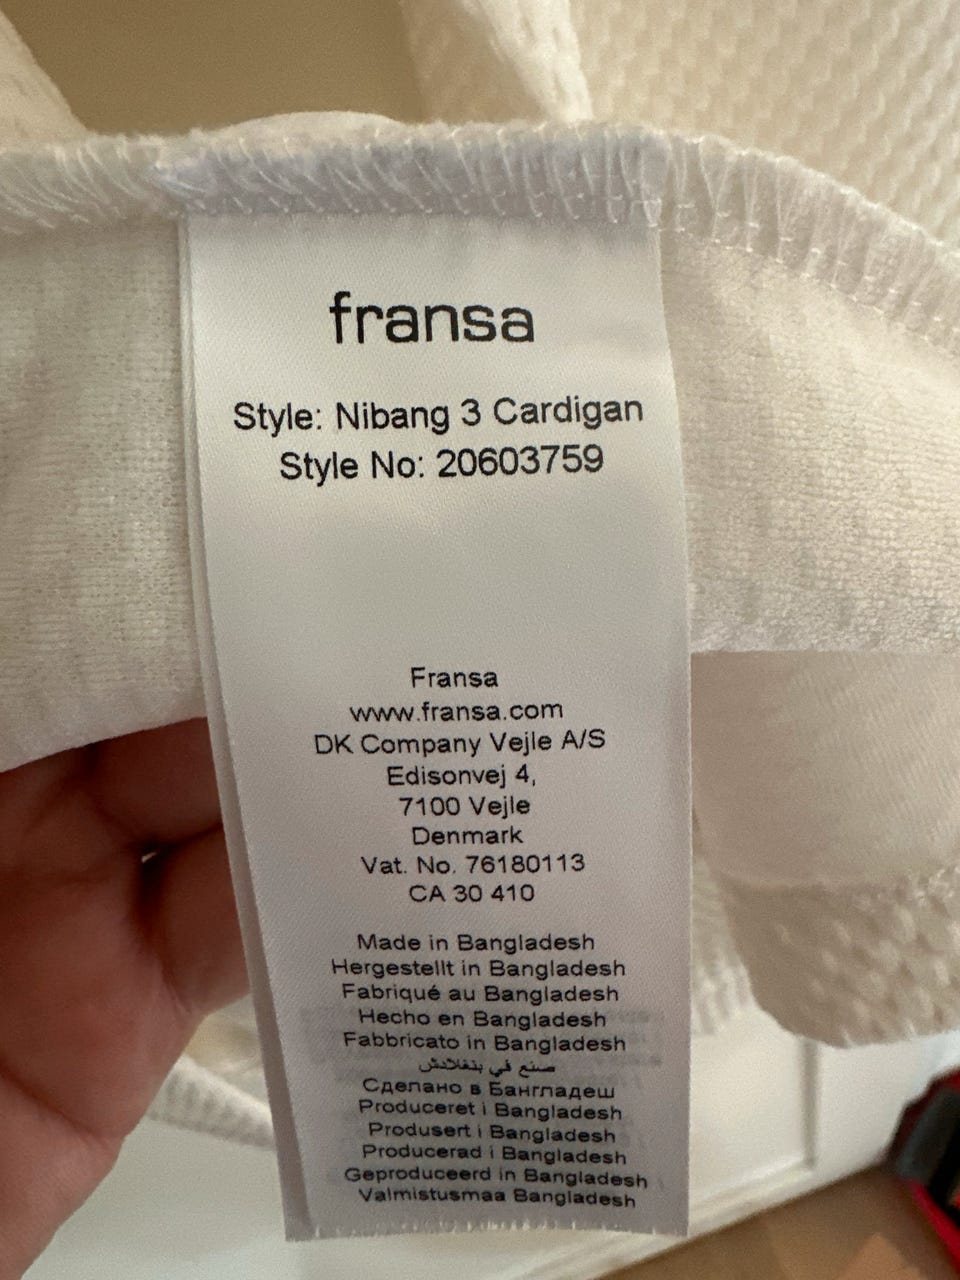 fransa
Style: Nibang 3 Cardigan
Style No: 20603759
Fransa
www.fransa.com
DK Company Vejle A/S
Edisonvej 4,
7100 Vejle
Denmark
Vat. No. 76180113
CA 30 410
Made in Bangladesh
Hergestellt in Bangladesh
Fabriqué au Bangladesh
Hecho en Bangladesh
Fabbricato in Bangladesh
صنع في بنغلادش
Сделано в Бангладеш
Produceret i Bangladesh
Produsert i Bangladesh
Producerad i Bangladesh
Geproduceerd in Bangladesh
Valmistusmaa Bangladesh